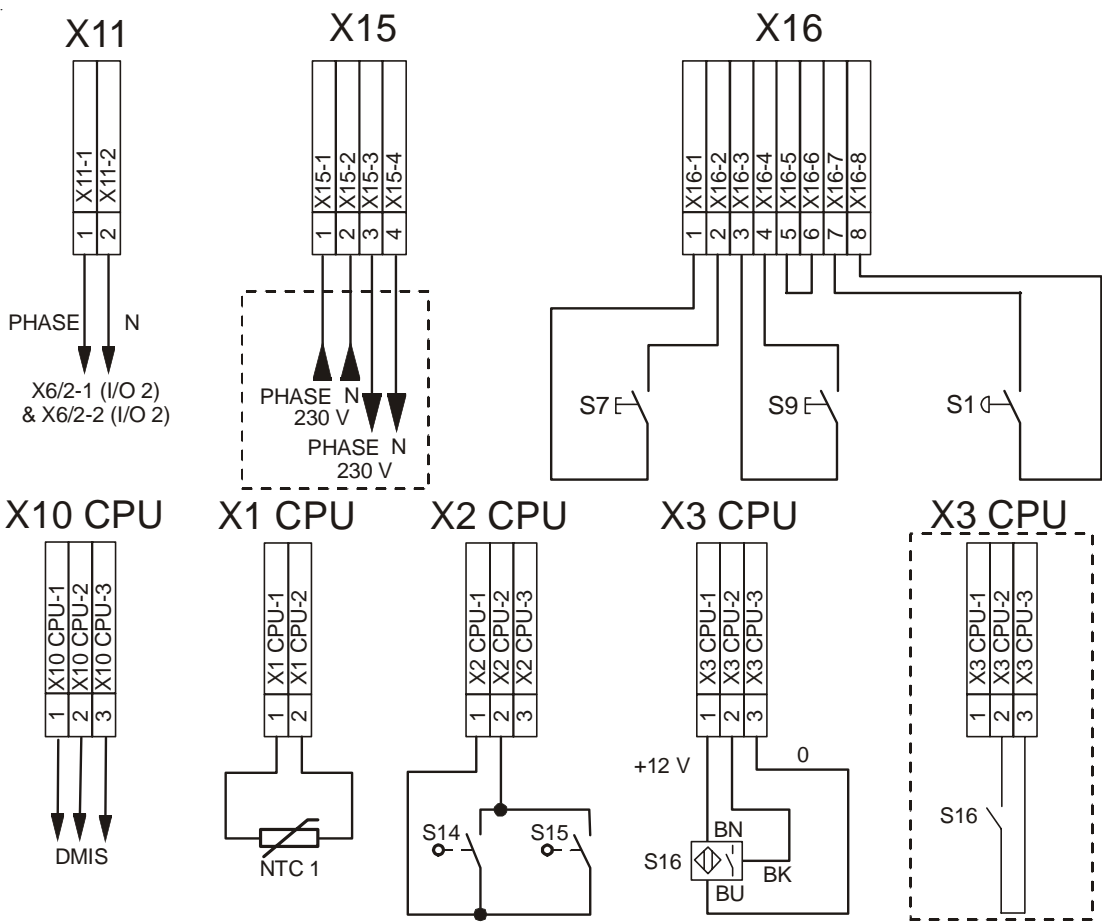 X11
X15
X16
X11-1
X11-2
1
2
X15-1
X15-2
X15-3
X15-4
1
2
3
4
X16-1
X16-2
X16-3
X16-4
X16-5
X16-6
X16-7
X16-8
1
2
3
4
5
6
7
8
PHASE N
X6/2-1 (I/O 2)
& X6/2-2 (I/O 2)
PHASE N
230 V
PHASE N
230 V
S7
S9
S1
X10 CPU
X1 CPU
X2 CPU
X3 CPU
X3 CPU
X10 CPU-1
X10 CPU-2
X10 CPU-3
1
2
3
DMIS
X1 CPU-1
X1 CPU-2
1
2
NTC 1
X2 CPU-1
X2 CPU-2
X2 CPU-3
1
2
3
S14
S15
X3 CPU-1
X3 CPU-2
X3 CPU-3
1
2
3
+12 V
0
BN
S16
BK
BU
X3 CPU-1
X3 CPU-2
X3 CPU-3
1
2
3
S16